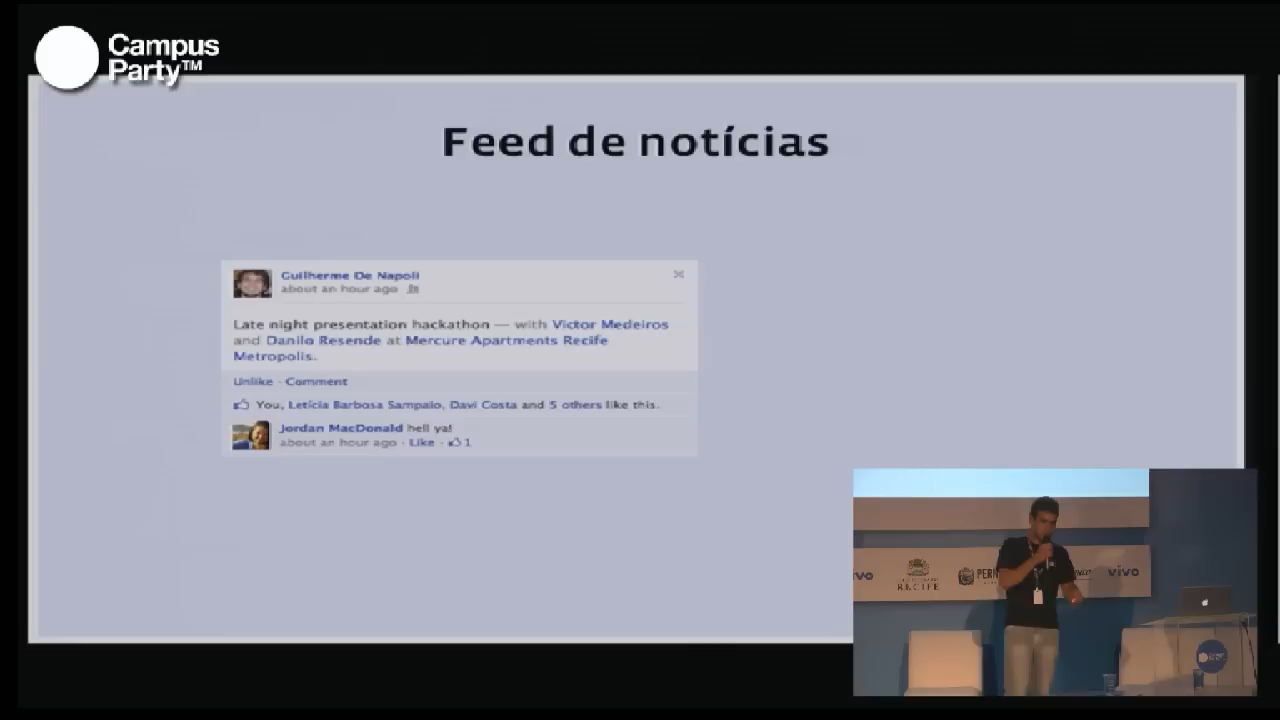 Campus
Party™
Feed de notícias
Guilherme De Napoli
about an hour ago
Late night presentation hackathon — with Victor Medeiros
and Danilo Resende at Mercure Apartments Recife
Metropolis.
Unlike · Comment
You, Letícia Barbosa Sampaio, Davi Costa and 5 others like this.
Jordan MacDonald hell ya!
about an hour ago · Like · 1
RECIFE
vivo